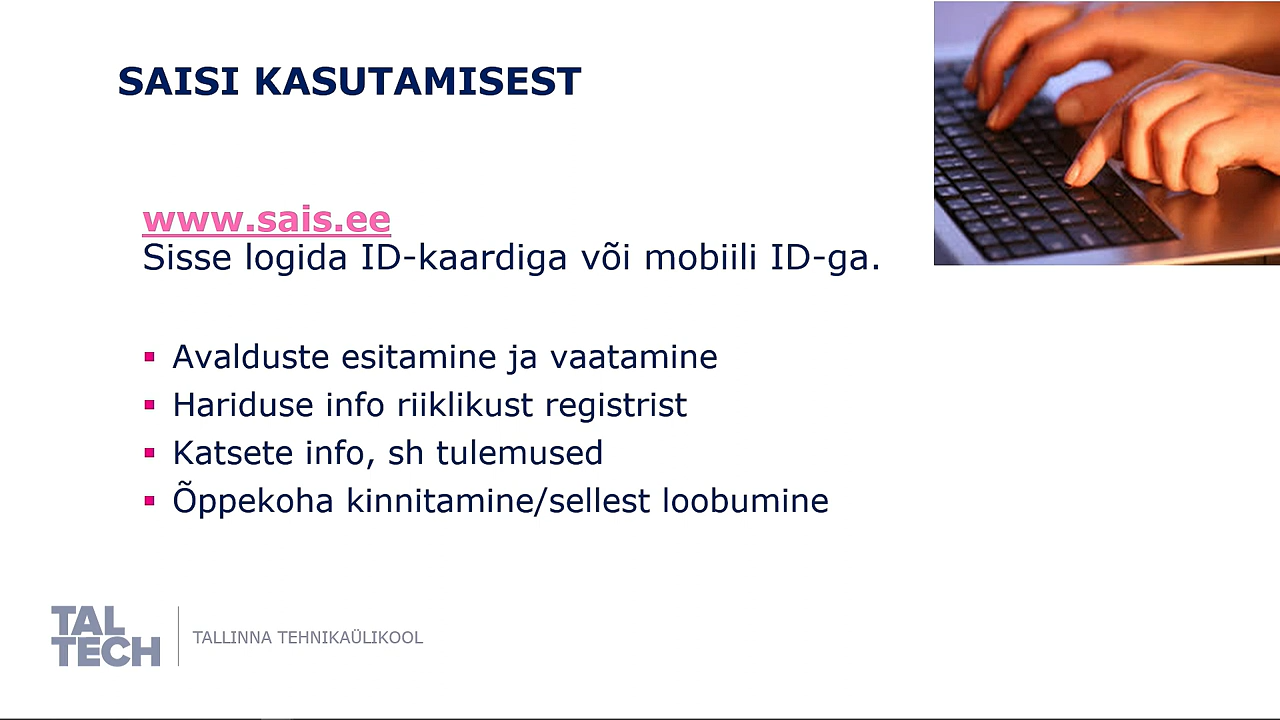 SAISI KASUTAMISEST
www.sais.ee
Sisse logida ID-kaardiga või mobiili ID-ga.
Avalduste esitamine ja vaatamine
Hariduse info riiklikust registrist
Katsete info, sh tulemused
Õppekoha kinnitamine/sellest loobumine
TAL
TECH
TALLINNA TEHNIKAÜLIKOOL